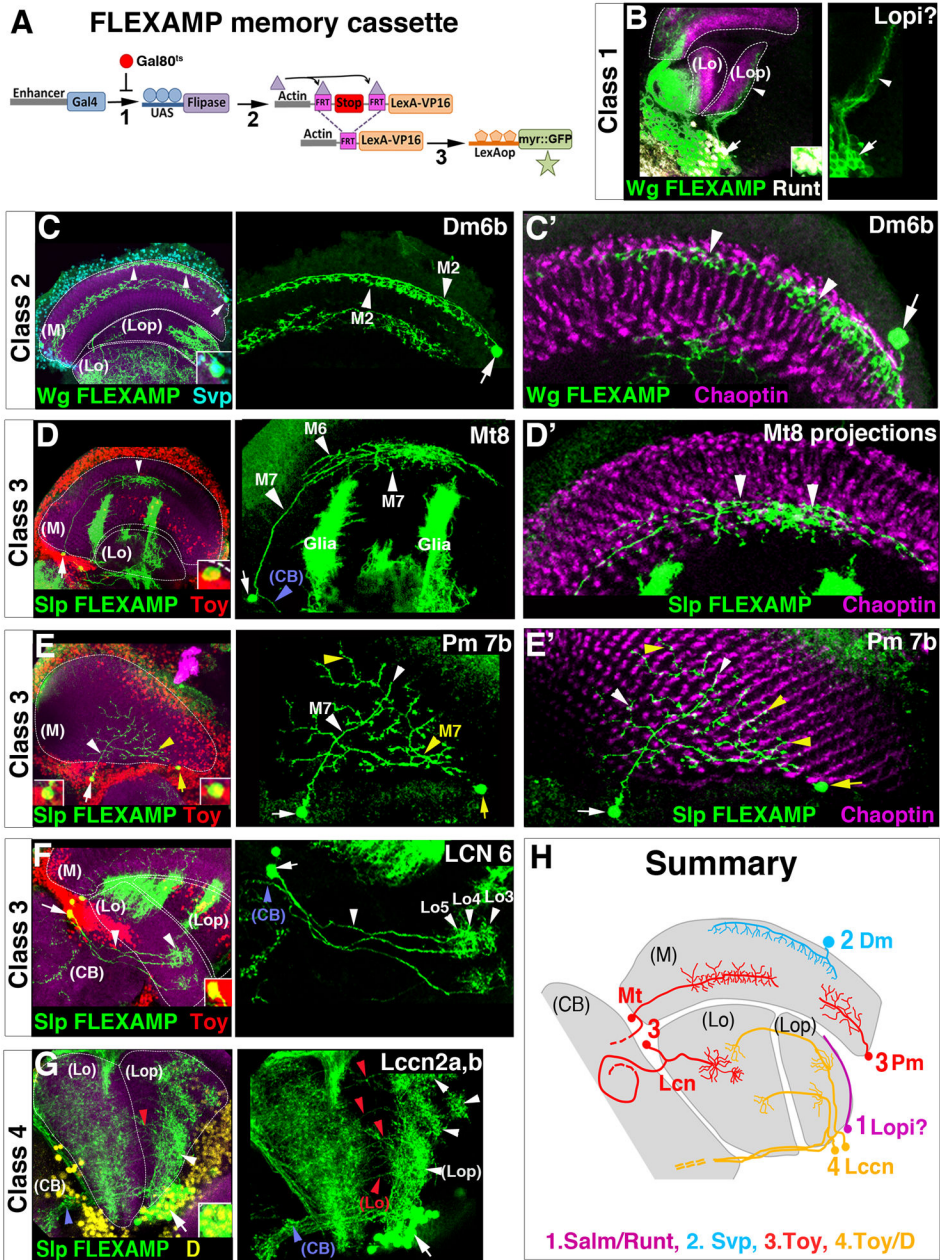 A FLEXAMP memory cassette
Gal80ts
Enhancer Gal4 UAS Flipase Actin FRT Stop FRT LexA-VP16
1 2
Actin FRT LexA-VP16 3 LexAop myr::GFP
Class 1
B Lopi?
(Lo) (Lop)
Wg FLEXAMP Runt
Class 2
C Dm6b
M2
M2
(M) (Lop)
(Lo)
Wg FLEXAMP Svp
C' Dm6b
Wg FLEXAMP Chaoptin
Class 3
D Mt8
M6
M7 M7
(M) (Lo)
Glia Glia
(CB)
Slp FLEXAMP Toy
D' Mt8 projections
Slp FLEXAMP Chaoptin
Class 3
E Pm 7b
(M)
M7 M7
Slp FLEXAMP Toy
E' Pm 7b
Slp FLEXAMP Chaoptin
Class 3
F LCN 6
(M)
(Lo)
(Lop)
(CB)
Lo5 Lo4 Lo3
(CB)
Slp FLEXAMP Toy
Class 4
G Lccn2a,b
(Lo) (Lop)
(CB)
(Lop)
(Lo)
(CB)
Slp FLEXAMP D
H Summary
2 Dm
(M)
(CB) Mt (Lo) (Lop)
3
Lcn
3 Pm
1 Lopi?
4 Lccn
1.Salm/Runt, 2. Svp, 3.Toy, 4.Toy/D